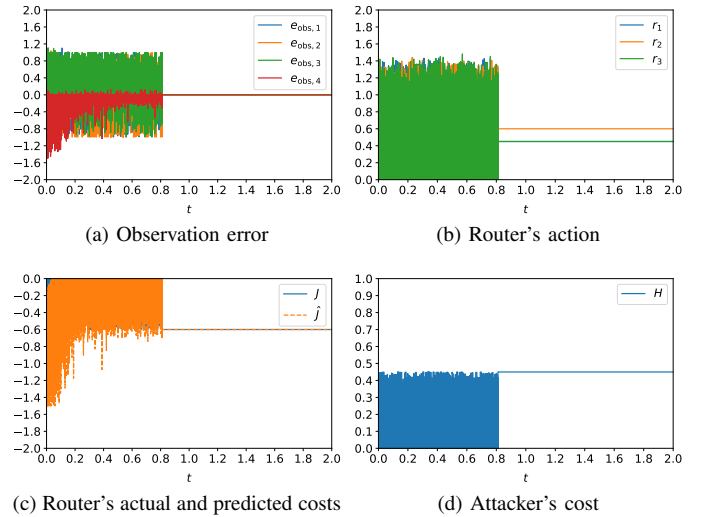 2.0
1.6
1.2
0.8
0.4
0.0
−0.4
−0.8
−1.2
−1.6
−2.0
0.0 0.2 0.4 0.6 0.8 1.0 1.2 1.4 1.6 1.8 2.0
t
e_obs, 1
e_obs, 2
e_obs, 3
e_obs, 4
(a) Observation error
2.0
1.8
1.6
1.4
1.2
1.0
0.8
0.6
0.4
0.2
0.0
0.0 0.2 0.4 0.6 0.8 1.0 1.2 1.4 1.6 1.8 2.0
t
r₁
r₂
r₃
(b) Router's action
0.0
−0.2
−0.4
−0.6
−0.8
−1.0
−1.2
−1.4
−1.6
−1.8
−2.0
0.0 0.2 0.4 0.6 0.8 1.0 1.2 1.4 1.6 1.8 2.0
t
J
Ĵ
(c) Router's actual and predicted costs
1.0
0.9
0.8
0.7
0.6
0.5
0.4
0.3
0.2
0.1
0.0
0.0 0.2 0.4 0.6 0.8 1.0 1.2 1.4 1.6 1.8 2.0
t
H
(d) Attacker's cost